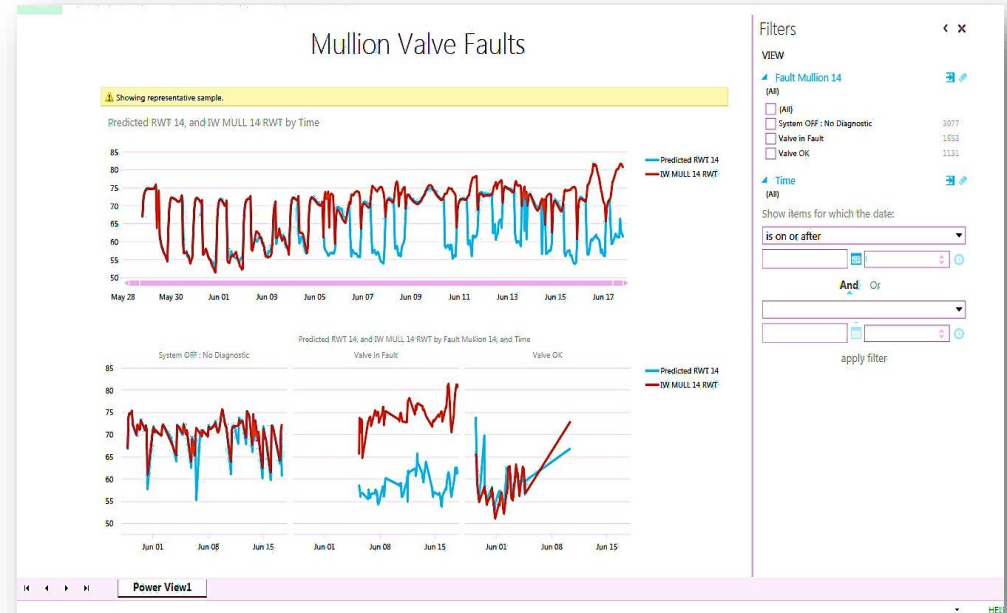 Mullion Valve Faults
Showing representative sample.
Predicted RWT 14, and IW MULL 14 RWT by Time
85
80
75
70
65
60
55
50
May 28 May 30 Jun 01 Jun 09 Jun 05 Jun 07 Jun 09 Jun 11 Jun 13 Jun 15 Jun 17
Predicted RWT 14
IW MULL 14 RWT
Predicted RWT 14, and IW MULL 14 RWT by Fault Mullion 14, and Time
System OFF : No Diagnostic Valve in Fault Valve OK
85
80
75
70
65
60
55
50
Jun 01 Jun 08 Jun 15 Jun 01 Jun 08 Jun 15 Jun 01 Jun 08 Jun 15
Predicted RWT 14
IW MULL 14 RWT
Filters
VIEW
Fault Mullion 14
(All)
(All)
System OFF : No Diagnostic 3077
Valve in Fault 1553
Valve OK 1131
Time
(All)
Show items for which the date:
is on or after
And Or
apply filter
Power View1